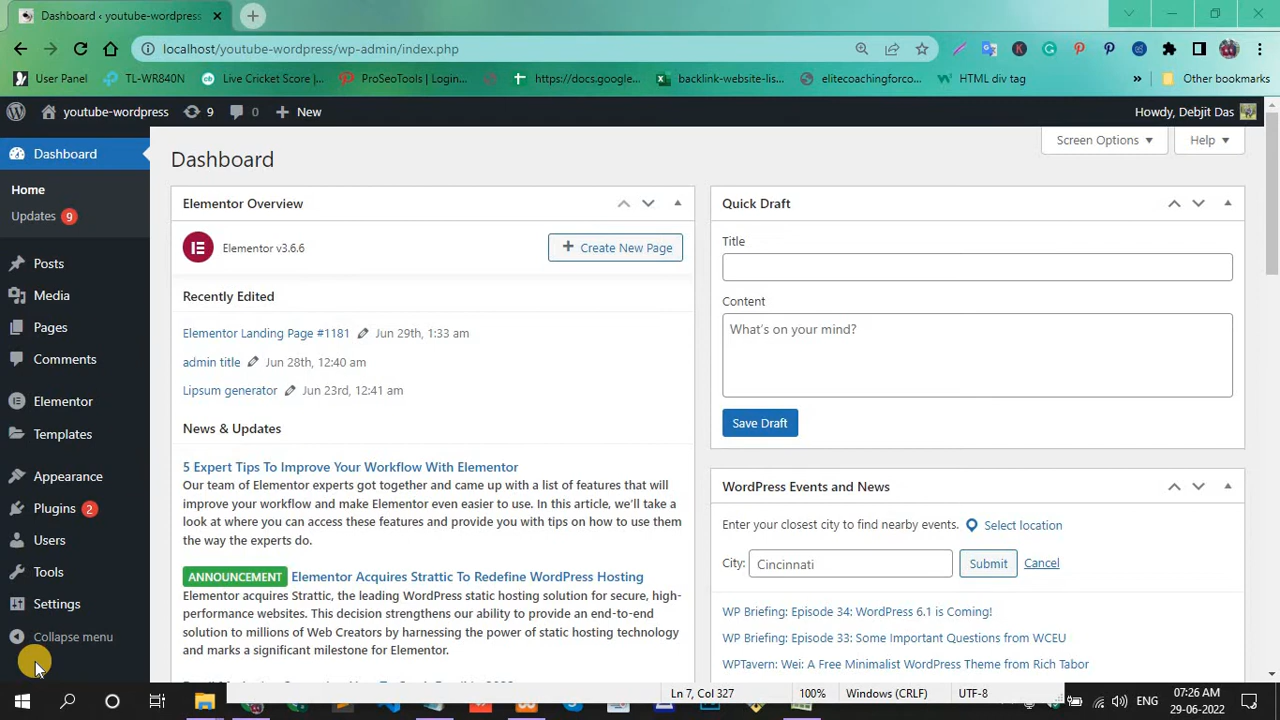 Dashboard ‹ youtube-wordpress
localhost/youtube-wordpress/wp-admin/index.php
User Panel
TL-WR840N
Live Cricket Score |...
ProSeoTools | Login...
https://docs.google...
backlink-website-lis...
elitecoachingforco...
HTML div tag
Other bookmarks
youtube-wordpress
9
0
New
Howdy, Debjit Das
Dashboard
Home
Updates 9
Posts
Media
Pages
Comments
Elementor
Templates
Appearance
Plugins 2
Users
Tools
Settings
Collapse menu
Dashboard
Screen Options
Help
Elementor Overview
Elementor v3.6.6
Create New Page
Recently Edited
Elementor Landing Page #1181 Jun 29th, 1:33 am
admin title Jun 28th, 12:40 am
Lipsum generator Jun 23rd, 12:41 am
News & Updates
5 Expert Tips To Improve Your Workflow With Elementor
Our team of Elementor experts got together and came up with a list of features that will
improve your workflow and make Elementor even easier to use. In this article, we'll take a
look at where you can access these features and provide you with tips on how to use them
the way the experts do.
ANNOUNCEMENT Elementor Acquires Strattic To Redefine WordPress Hosting
Elementor acquires Strattic, the leading WordPress static hosting solution for secure, high-
performance websites. This decision strengthens our ability to provide an end-to-end
solution to millions of Web Creators by harnessing the power of static hosting technology
and marks a significant milestone for Elementor.
Quick Draft
Title
Content
What's on your mind?
Save Draft
WordPress Events and News
Enter your closest city to find nearby events. Select location
City: Cincinnati Submit Cancel
WP Briefing: Episode 34: WordPress 6.1 is Coming!
WP Briefing: Episode 33: Some Important Questions from WCEU
WPTavern: Wei: A Free Minimalist WordPress Theme from Rich Tabor
Ln 7, Col 327
100%
Windows (CRLF)
UTF-8
ENG
07:26 AM
29-06-2022